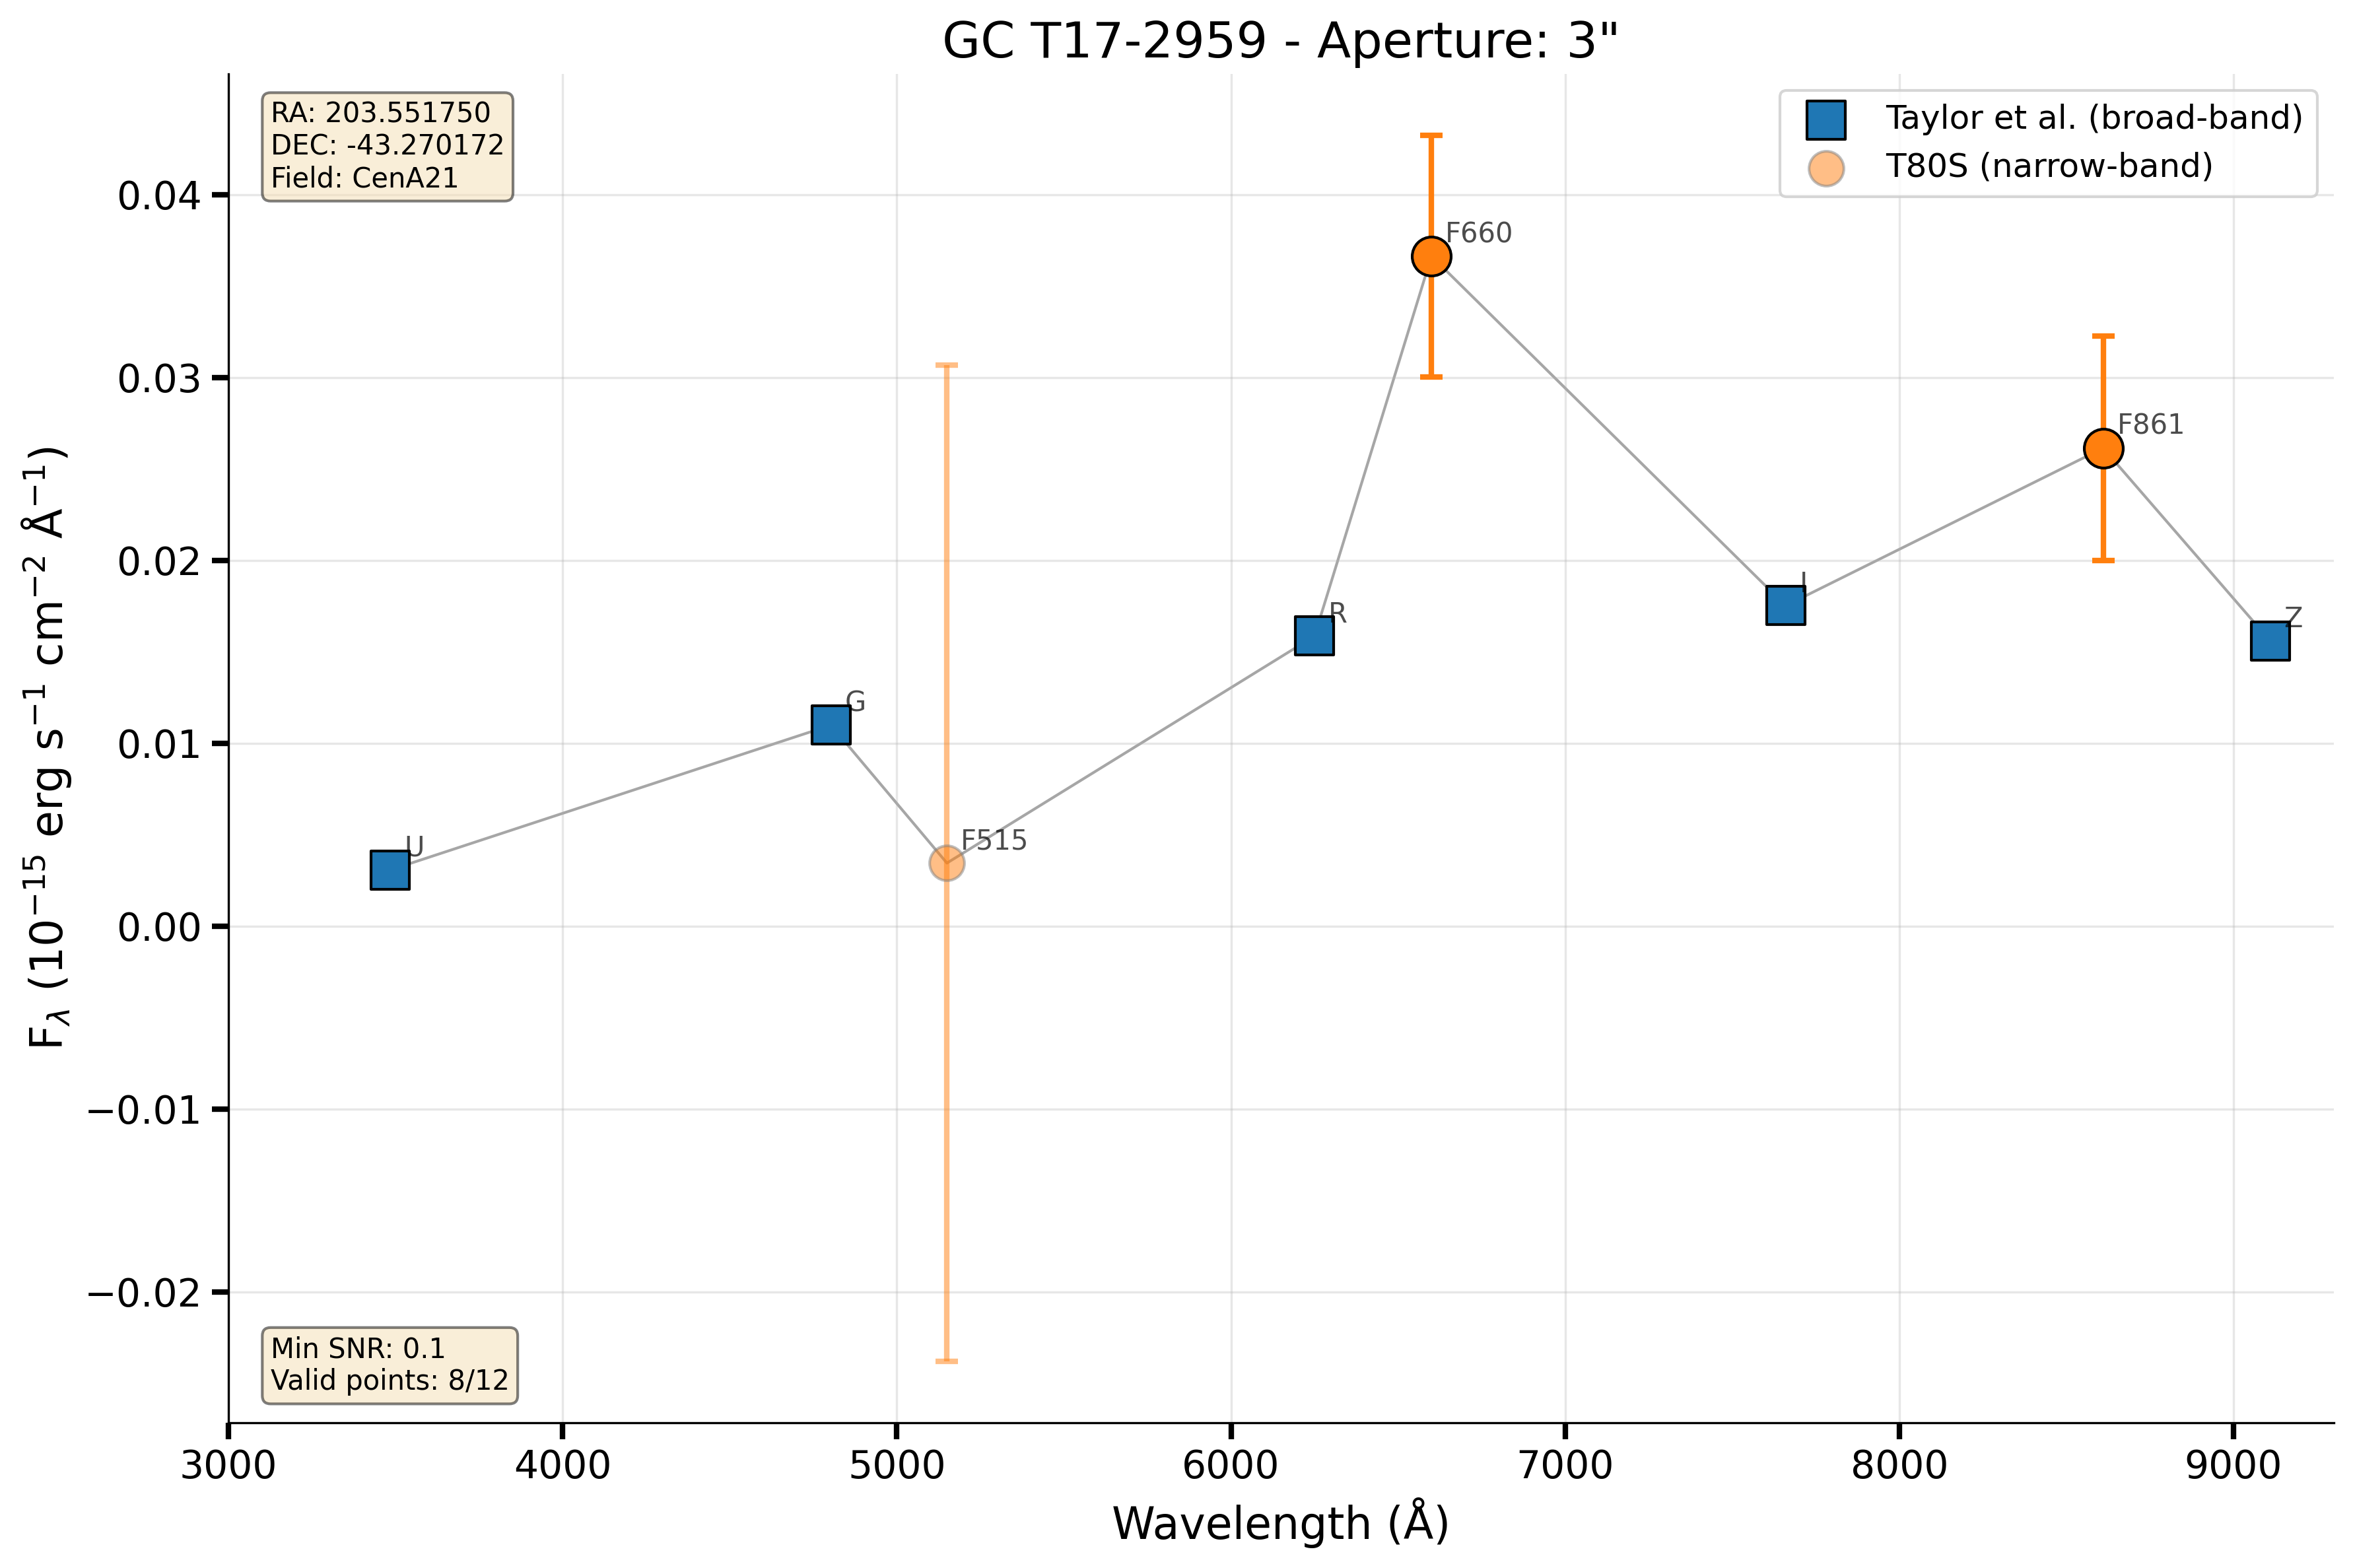 GC T17-2959 - Aperture: 3"
RA: 203.551750
DEC: -43.270172
Field: CenA21
Taylor et al. (broad-band)
T80S (narrow-band)
F660
F861
I
Z
R
G
F515
U
0.04
0.03
0.02
0.01
0.00
−0.01
−0.02
Fλ (10⁻¹⁵ erg s⁻¹ cm⁻² Å⁻¹)
Min SNR: 0.1
Valid points: 8/12
3000 4000 5000 6000 7000 8000 9000
Wavelength (Å)